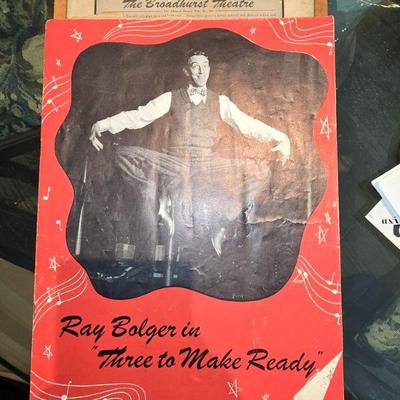 The Broadhurst Theatre
Ray Bolger in
"Three to Make Ready"